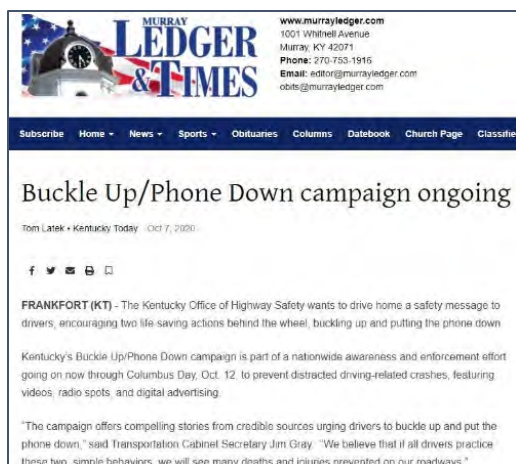 MURRAY
LEDGER
& TIMES
www.murrayledger.com
1001 Whitnell Avenue
Murray, KY 42071
Phone: 270-753-1916
Email: editor@murrayledger.com
obits@murrayledger.com
Subscribe Home News Sports Obituaries Columns Datebook Church Page Classifie
Buckle Up/Phone Down campaign ongoing
Tom Latek • Kentucky Today Oct 7, 2020
FRANKFORT (KT) - The Kentucky Office of Highway Safety wants to drive home a safety message to
drivers, encouraging two life-saving actions behind the wheel, buckling up and putting the phone down
Kentucky's Buckle Up/Phone Down campaign is part of a nationwide awareness and enforcement effort
going on now through Columbus Day, Oct. 12, to prevent distracted driving-related crashes, featuring
videos, radio spots, and digital advertising.
"The campaign offers compelling stories from credible sources urging drivers to buckle up and put the
phone down," said Transportation Cabinet Secretary Jim Gray. "We believe that if all drivers practice
these two, simple behaviors, we will see many deaths and injuries prevented on our roadways."